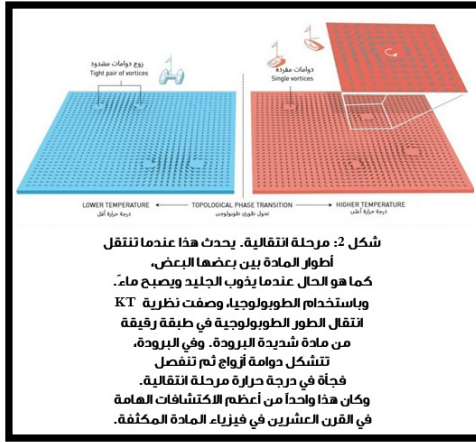 زوج دوامات مشدود
Tight pair of vortices
دوامات مفردة
Single vortices
LOWER TEMPERATURE
درجة حرارة أقل
TOPOLOGICAL PHASE TRANSITION
تحول طوري طوبولوجي
HIGHER TEMPERATURE
درجة حرارة أعلى
شكل 2: مرحلة انتقالية. يحدث هذا عندما تنتقل
أطوار المادة بين بعضها البعض،
كما هو الحال عندما يذوب الجليد ويصبح ماءً.
وباستخدام الطوبولوجيا، وصفت نظرية KT
انتقال الطور الطوبولوجية في طبقة رقيقة
من مادة شديدة البرودة. وفي البرودة،
تتشكل دوامة أزواج ثم تنفصل
فجأة في درجة حرارة مرحلة انتقالية.
وكان هذا واحداً من أعظم الاكتشافات الهامة
في القرن العشرين في فيزياء المادة المكثفة.